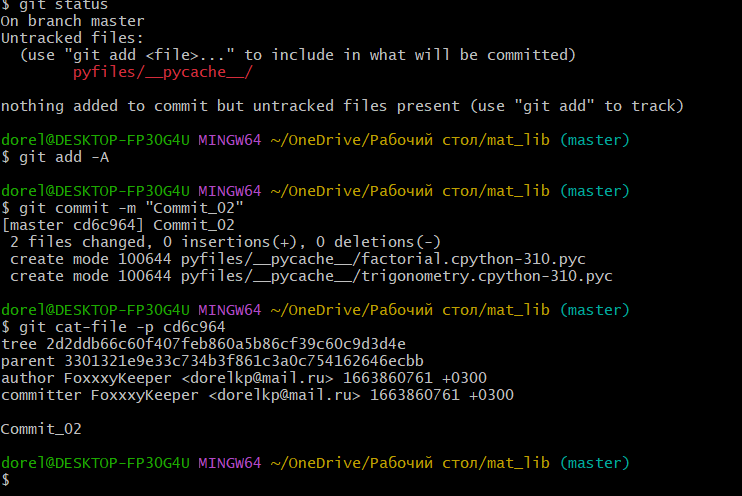 $ git status
On branch master
Untracked files:
  (use "git add <file>..." to include in what will be committed)
        pyfiles/__pycache__/

nothing added to commit but untracked files present (use "git add" to track)

dorel@DESKTOP-FP3OG4U MINGW64 ~/OneDrive/Рабочий стол/mat_lib (master)
$ git add -A

dorel@DESKTOP-FP3OG4U MINGW64 ~/OneDrive/Рабочий стол/mat_lib (master)
$ git commit -m "Commit_02"
[master cd6c964] Commit_02
 2 files changed, 0 insertions(+), 0 deletions(-)
 create mode 100644 pyfiles/__pycache__/factorial.cpython-310.pyc
 create mode 100644 pyfiles/__pycache__/trigonometry.cpython-310.pyc

dorel@DESKTOP-FP3OG4U MINGW64 ~/OneDrive/Рабочий стол/mat_lib (master)
$ git cat-file -p cd6c964
tree 2d2ddb66c60f407feb860a5b86cf39c60c9d3d4e
parent 3301321e9e33c734b3f861c3a0c754162646ecbb
author FoxxxyKeeper <dorelkp@mail.ru> 1663860761 +0300
committer FoxxxyKeeper <dorelkp@mail.ru> 1663860761 +0300

Commit_02

dorel@DESKTOP-FP3OG4U MINGW64 ~/OneDrive/Рабочий стол/mat_lib (master)
$